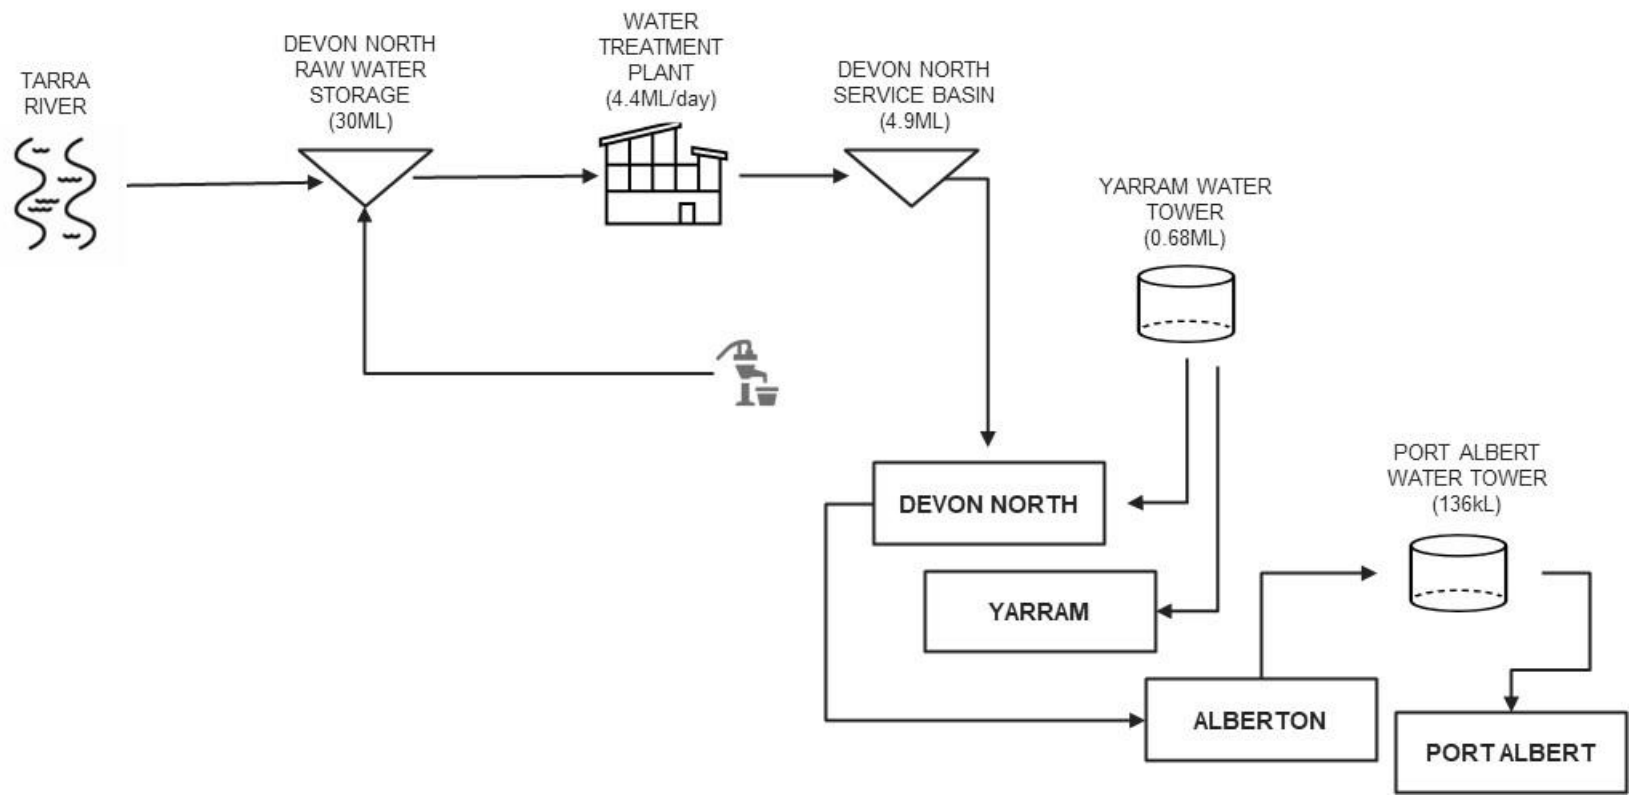 TARRA
RIVER
DEVON NORTH
RAW WATER
STORAGE
(30ML)
WATER
TREATMENT
PLANT
(4.4ML/day)
DEVON NORTH
SERVICE BASIN
(4.9ML)
YARRAM WATER
TOWER
(0.68ML)
PORT ALBERT
WATER TOWER
(136kL)
DEVON NORTH
YARRAM
ALBERTON
PORT ALBERT